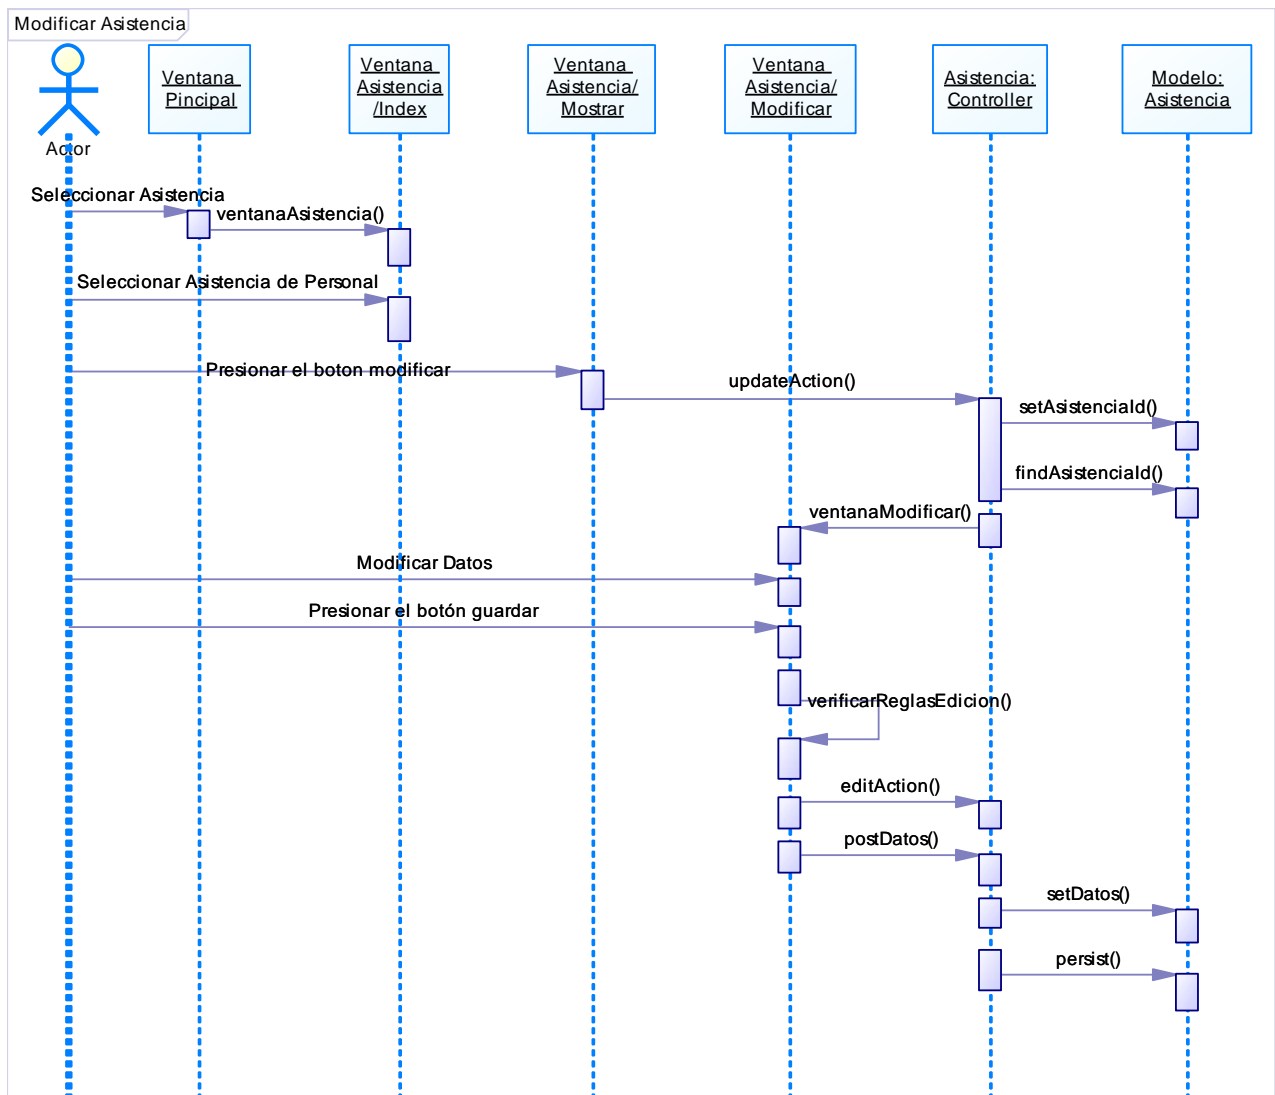 Modificar Asistencia
Actor
Ventana
Pincipal
Ventana
Asistencia
/Index
Ventana
Asistencia/
Mostrar
Ventana
Asistencia/
Modificar
Asistencia:
Controller
Modelo:
Asistencia
Seleccionar Asistencia
ventanaAsistencia()
Seleccionar Asistencia de Personal
Presionar el boton modificar
updateAction()
setAsistenciaId()
findAsistenciaId()
ventanaModificar()
Modificar Datos
Presionar el botón guardar
verificarReglasEdicion()
editAction()
postDatos()
setDatos()
persist()